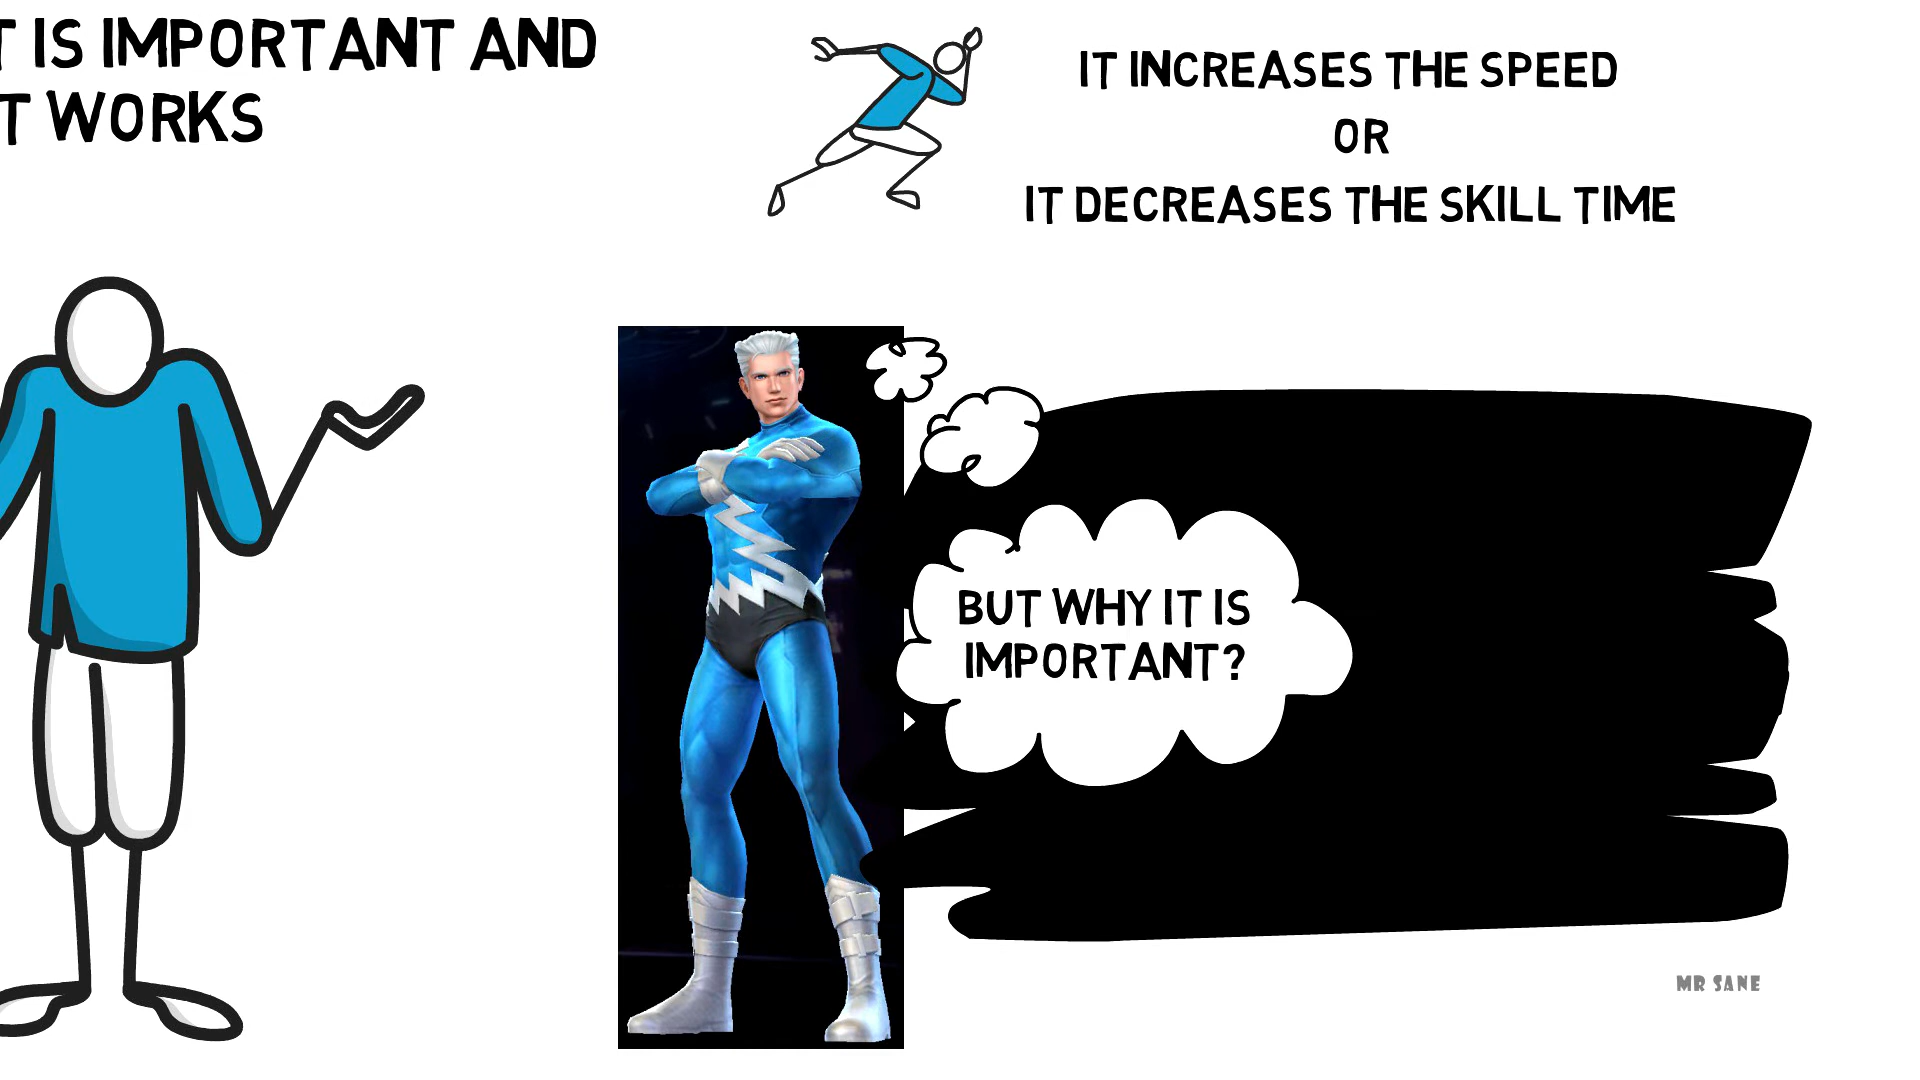 T IS IMPORTANT AND
T WORKS
IT INCREASES THE SPEED
OR
IT DECREASES THE SKILL TIME
BUT WHY IT IS
IMPORTANT?
MR SANE